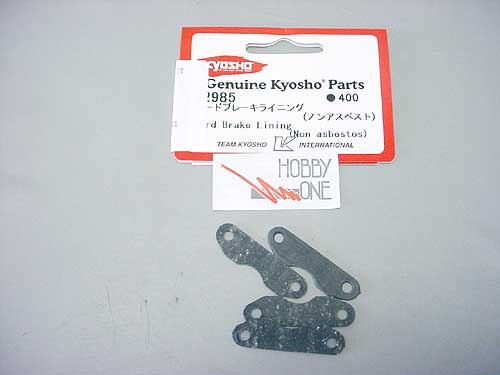 KYOSHO
Genuine Kyosho® Parts
2985
●400
ードブレーキライニング
(ノンアスベスト)
rd Brake Lining
(Non asbestos)
TEAM KYOSHO K INTERNATIONAL
HOBBY
ONE